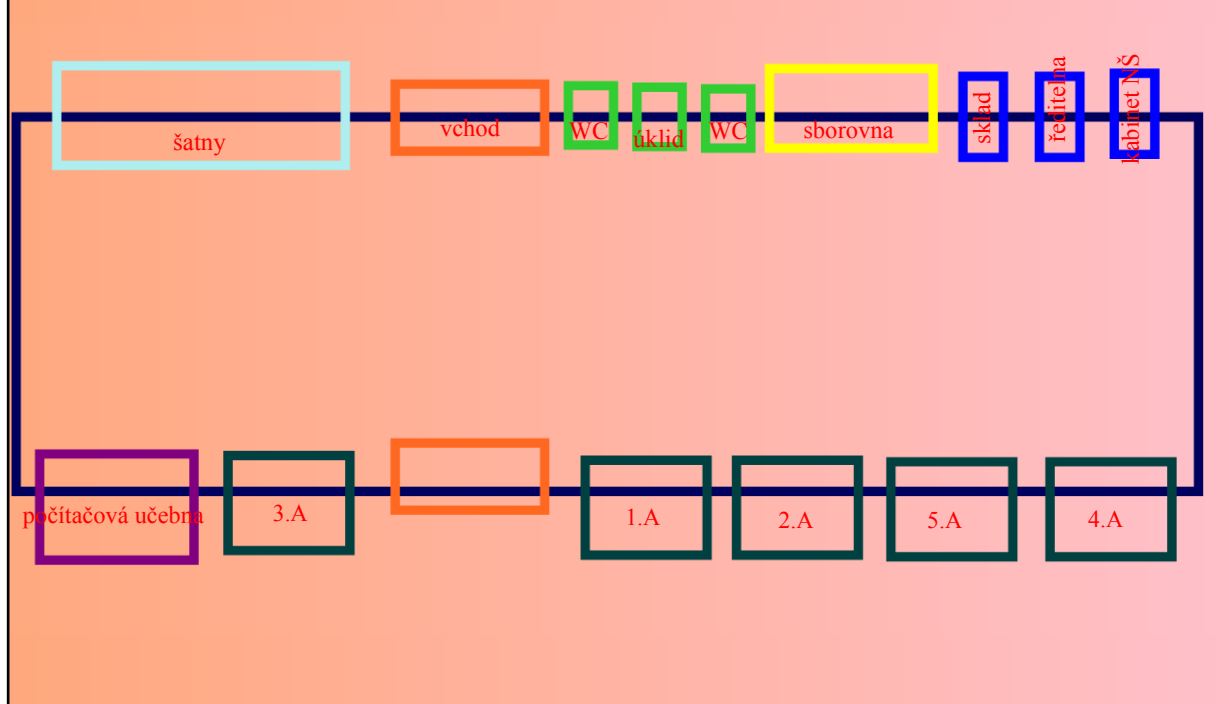 šatny
vchod
WC
úklid
WC
sborovna
sklad
ředitelna
kabinet NŠ
počítačová učebna
3.A
1.A
2.A
5.A
4.A